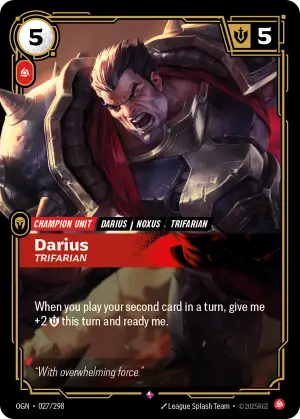 5
5
CHAMPION UNIT DARIUS NOXUS TRIFARIAN
Darius
TRIFARIAN
When you play your second card in a turn, give me
+2 this turn and ready me.
"With overwhelming force."
OGN • 027/298 League Splash Team • ©2025RGI